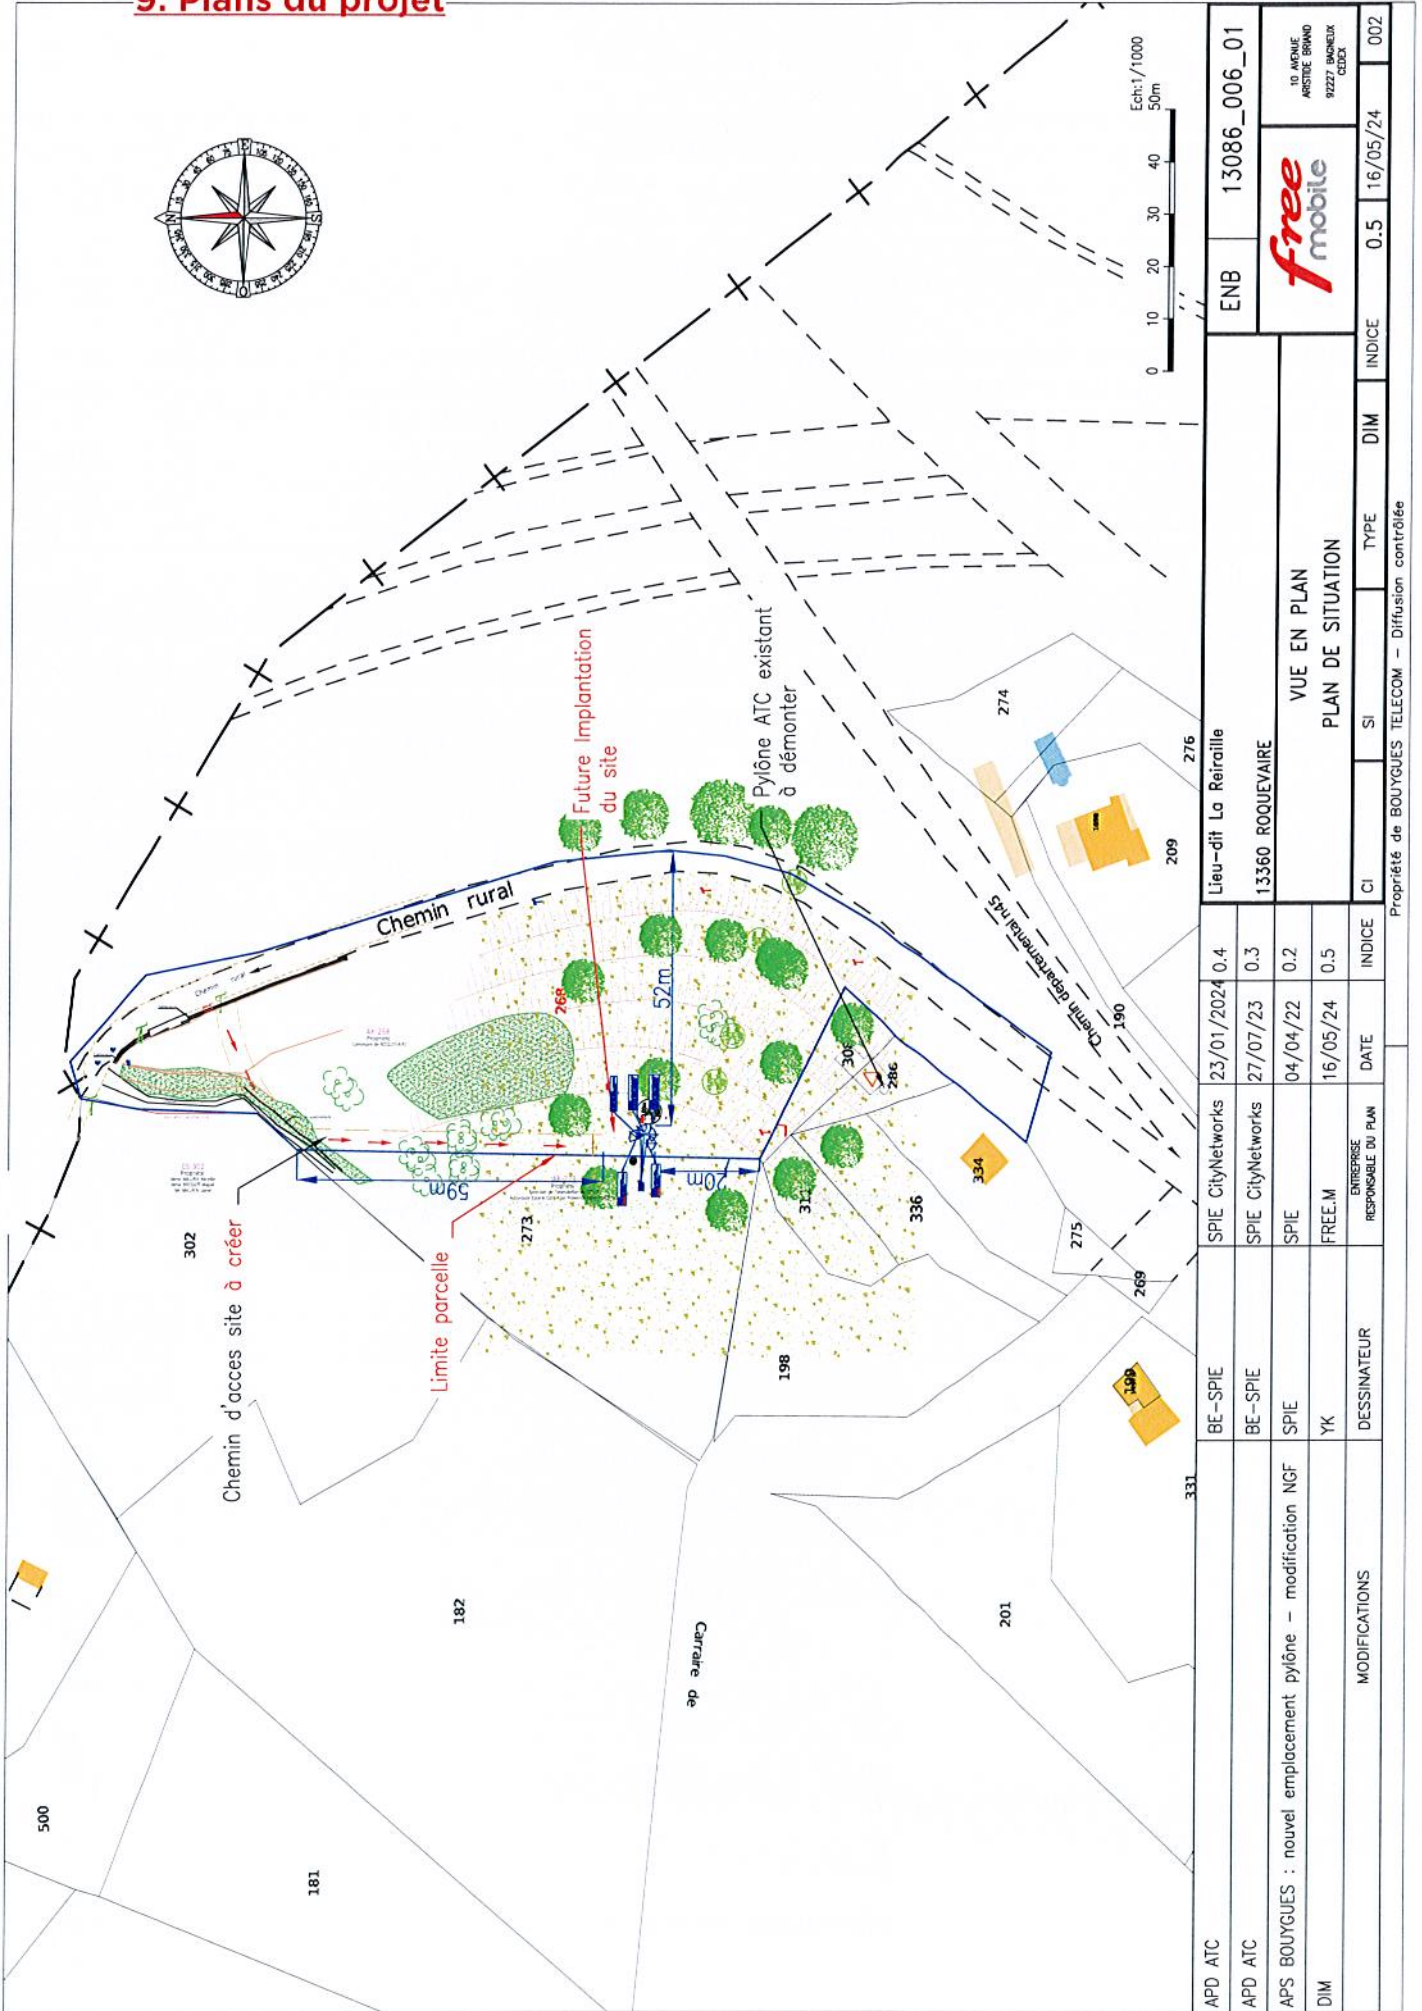 9. Plans du projet
Ech:1/1000
0 10 20 30 40 50m
N
E
S
O
Chemin rural
Chemin rural
Future Implantation
du site
Pylône ATC existant
à démonter
Chemin d'acces site à créer
Limite parcelle
Chemin departemental n45
Carraire de
52m
59m
20m
268
302
273
274
276
209
190
286
334
336
275
269
198
199
331
201
182
181
500
APD ATC BE-SPIE SPIE CityNetworks 23/01/2024 0.4
APD ATC BE-SPIE SPIE CityNetworks 27/07/23 0.3
APS BOUYGUES : nouvel emplacement pylône - modification NGF SPIE SPIE 04/04/22 0.2
DIM YK FREE.M 16/05/24 0.5
MODIFICATIONS DESSINATEUR ENTREPRISE RESPONSABLE DU PLAN DATE INDICE
Lieu-dit La Reiraille
13360 ROQUEVAIRE
ENB 13086_006_01
VUE EN PLAN
PLAN DE SITUATION
free
mobile
10 AVENUE
ARISTIDE BRIAND
92227 BAGNEUX
CEDEX
CI SI TYPE DIM INDICE 0.5 16/05/24 002
Propriété de BOUYGUES TELECOM - Diffusion contrôlée